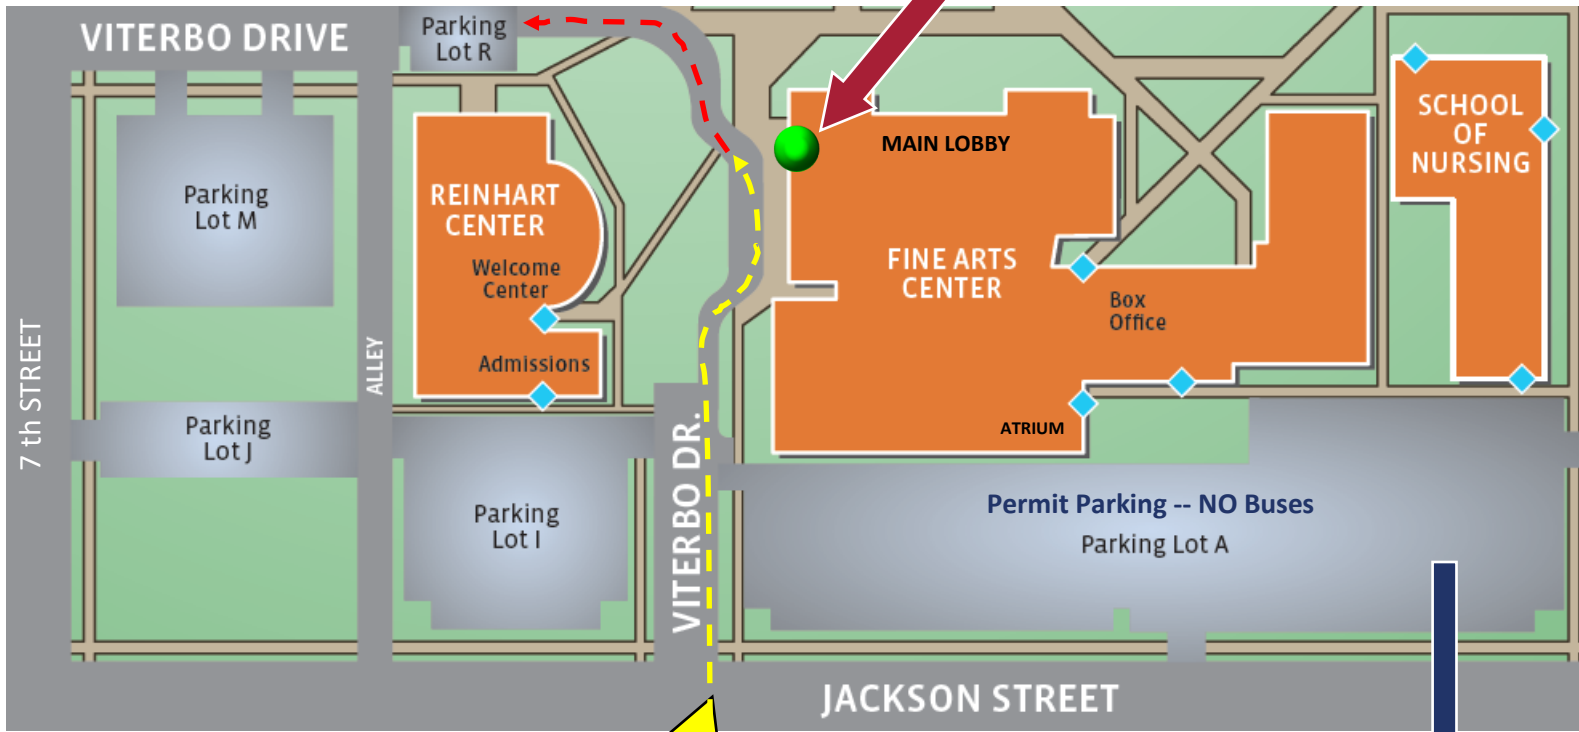 VITERBO DRIVE
Parking
Lot R
MAIN LOBBY
SCHOOL
OF
NURSING
Parking
Lot M
REINHART
CENTER
Welcome
Center
FINE ARTS
CENTER
Box
Office
Admissions
ALLEY
7 th STREET
Parking
Lot J
ATRIUM
VITERBO DR.
Parking
Lot I
Permit Parking -- NO Buses
Parking Lot A
JACKSON STREET